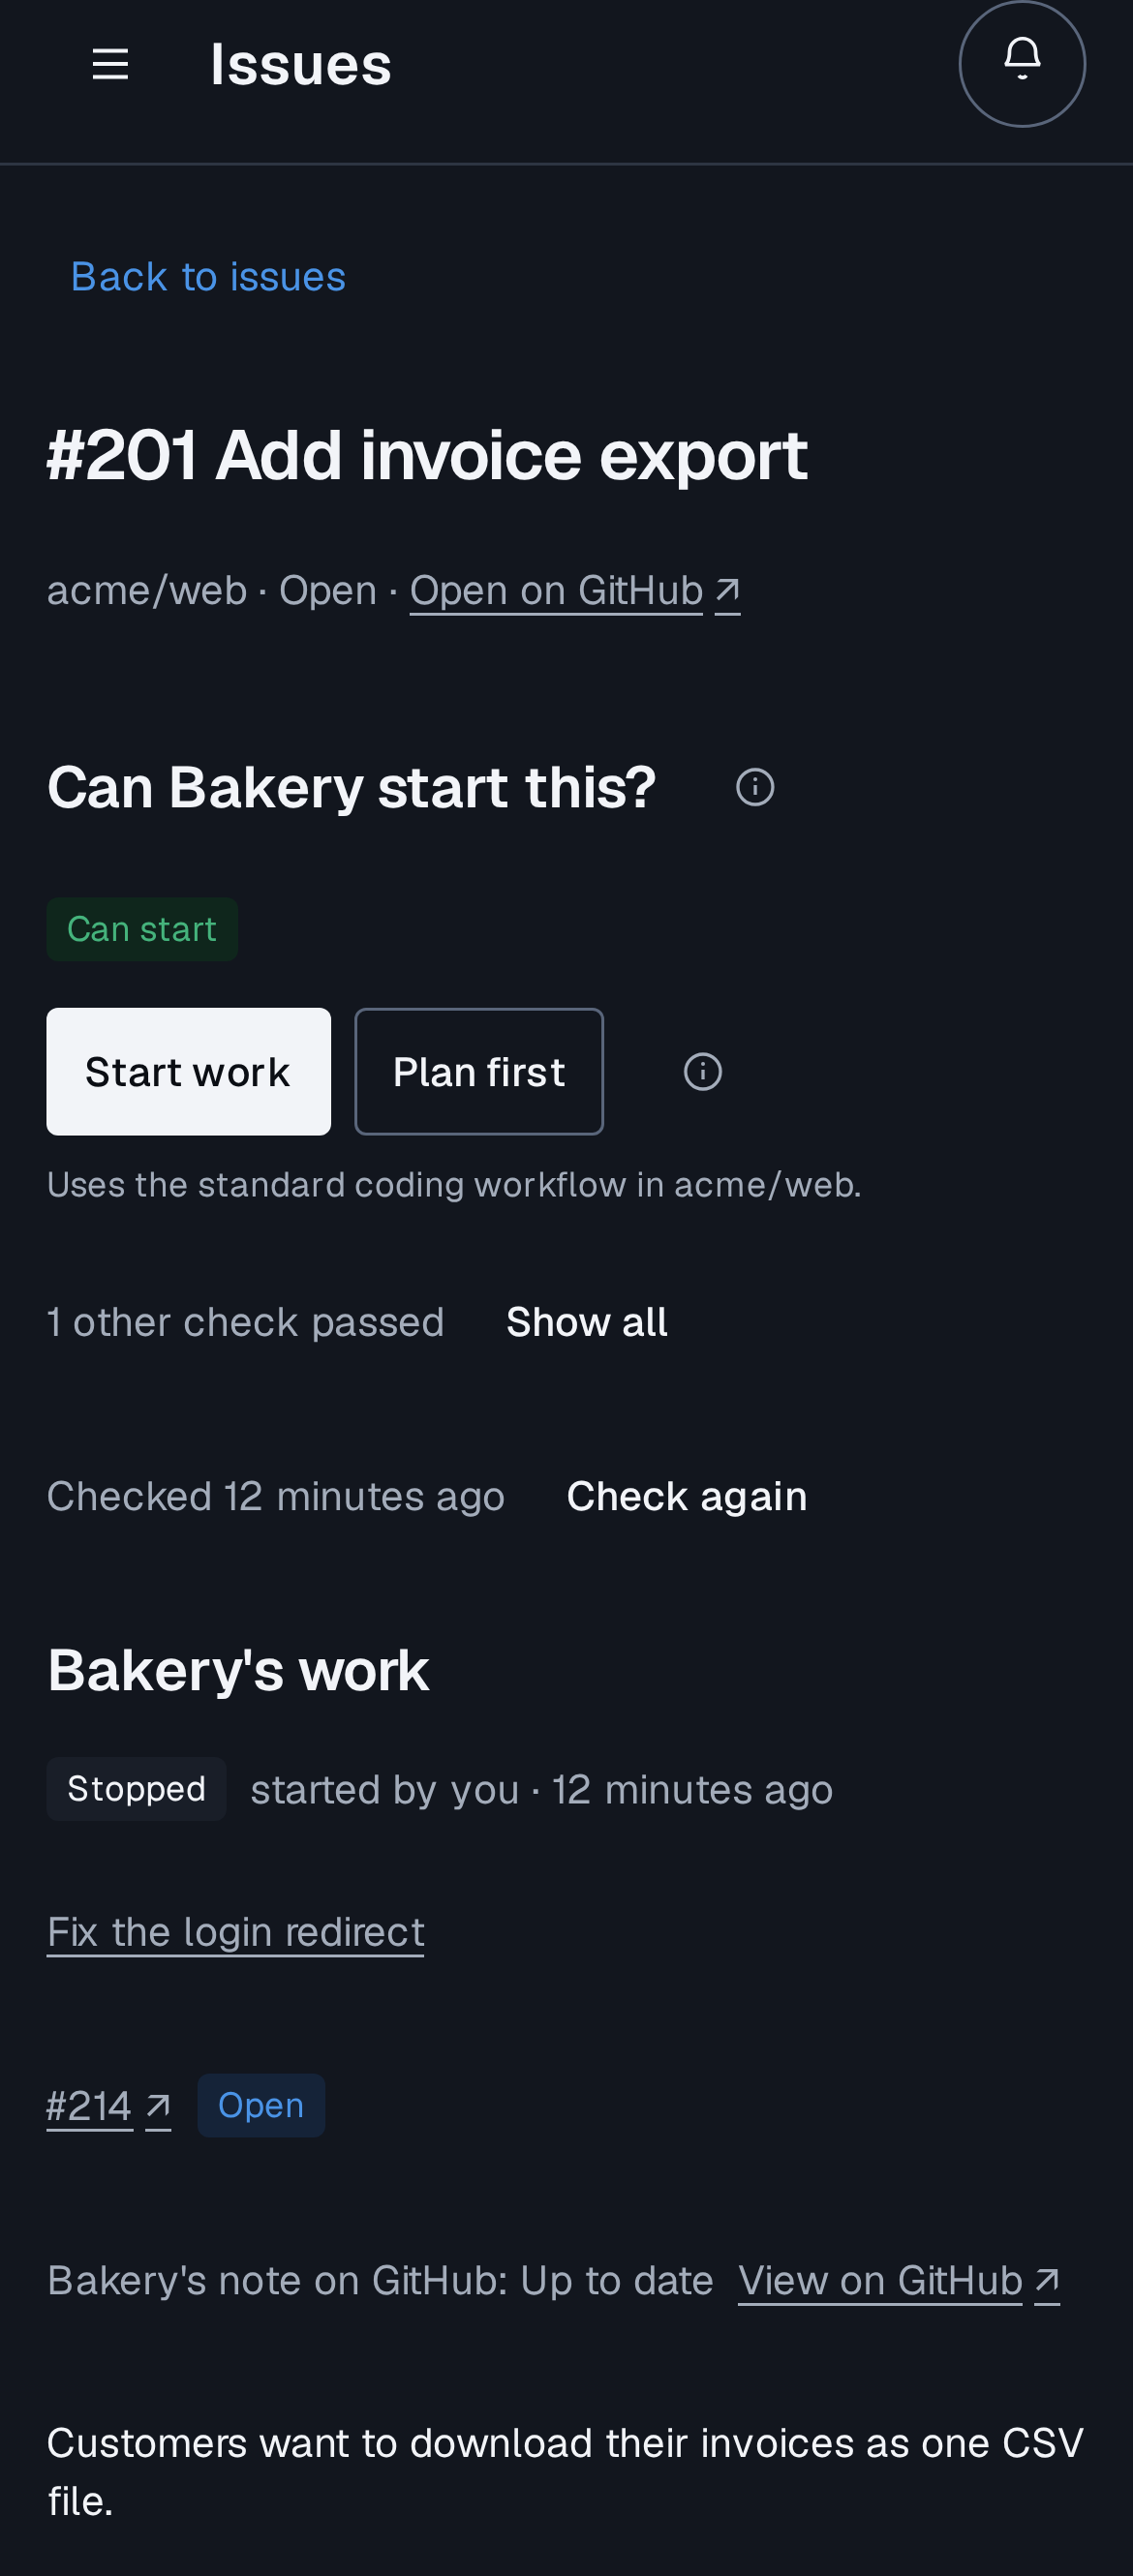 Issues
Back to issues
#201 Add invoice export
acme/web · Open · Open on GitHub ↗
Can Bakery start this?
Can start
Start work Plan first
Uses the standard coding workflow in acme/web.
1 other check passed Show all
Checked 12 minutes ago Check again
Bakery's work
Stopped started by you · 12 minutes ago
Fix the login redirect
#214 ↗ Open
Bakery's note on GitHub: Up to date View on GitHub ↗
Customers want to download their invoices as one CSV
file.